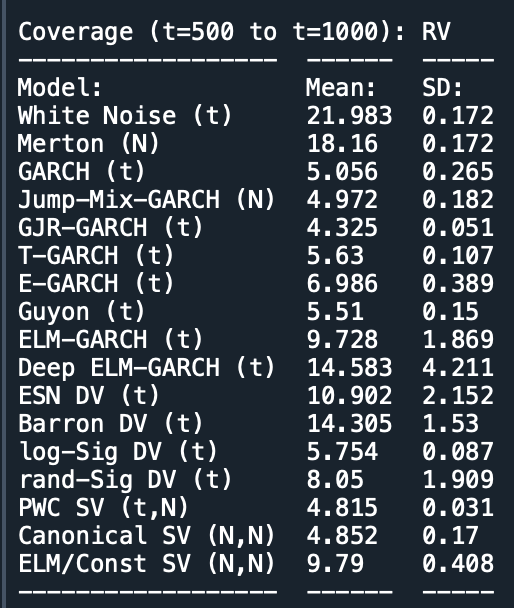 Coverage (t=500 to t=1000): RV
------------------  ------  -----
Model:              Mean:   SD:
White Noise (t)     21.983  0.172
Merton (N)          18.16   0.172
GARCH (t)           5.056   0.265
Jump-Mix-GARCH (N)  4.972   0.182
GJR-GARCH (t)       4.325   0.051
T-GARCH (t)         5.63    0.107
E-GARCH (t)         6.986   0.389
Guyon (t)           5.51    0.15
ELM-GARCH (t)       9.728   1.869
Deep ELM-GARCH (t)  14.583  4.211
ESN DV (t)          10.902  2.152
Barron DV (t)       14.305  1.53
log-Sig DV (t)      5.754   0.087
rand-Sig DV (t)     8.05    1.909
PWC SV (t,N)        4.815   0.031
Canonical SV (N,N)  4.852   0.17
ELM/Const SV (N,N)  9.79    0.408
------------------  ------  -----